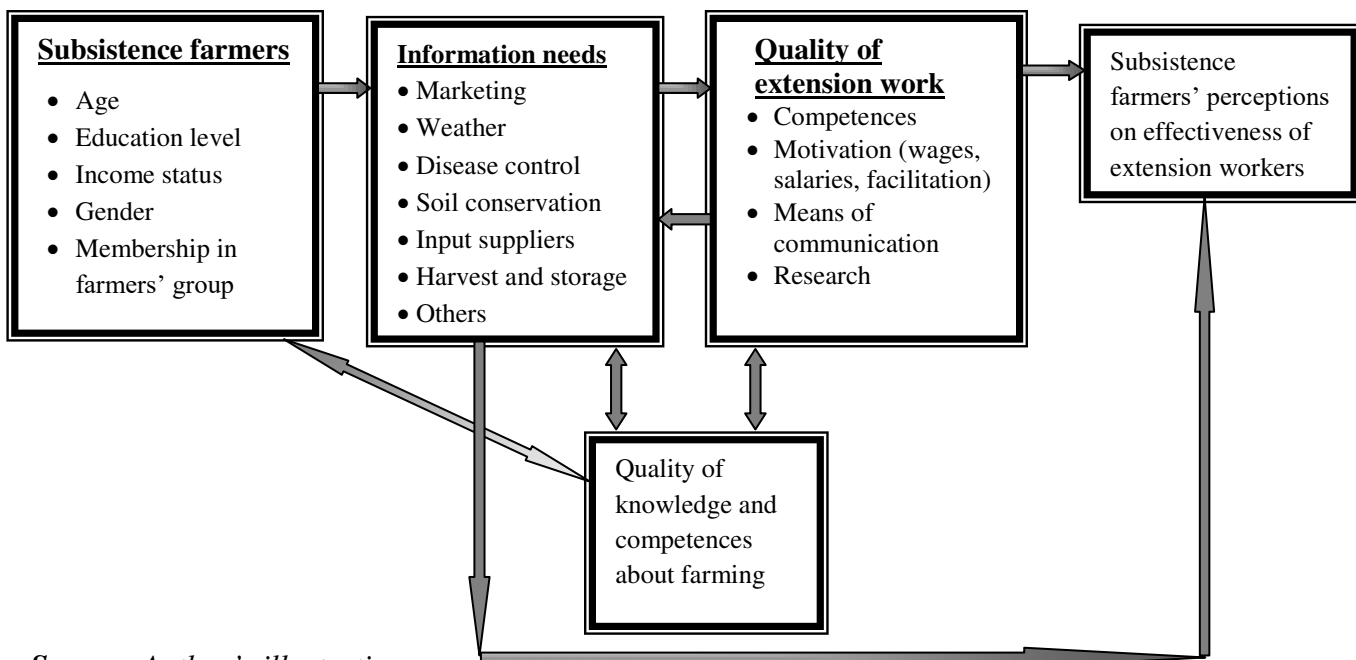 Subsistence farmers
• Age
• Education level
• Income status
• Gender
• Membership in
farmers’ group
Information needs
• Marketing
• Weather
• Disease control
• Soil conservation
• Input suppliers
• Harvest and storage
• Others
Quality of
extension work
• Competences
• Motivation (wages,
salaries, facilitation)
• Means of
communication
• Research
Subsistence
farmers’ perceptions
on effectiveness of
extension workers
Quality of
knowledge and
competences
about farming